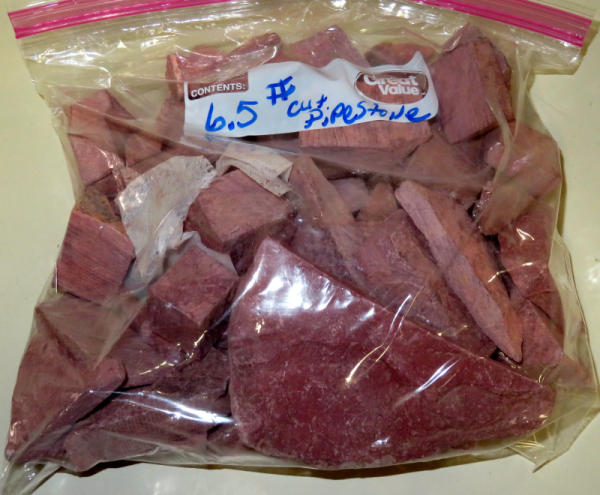 CONTENTS:
Great
Value
6.5 # cut
Pipestone